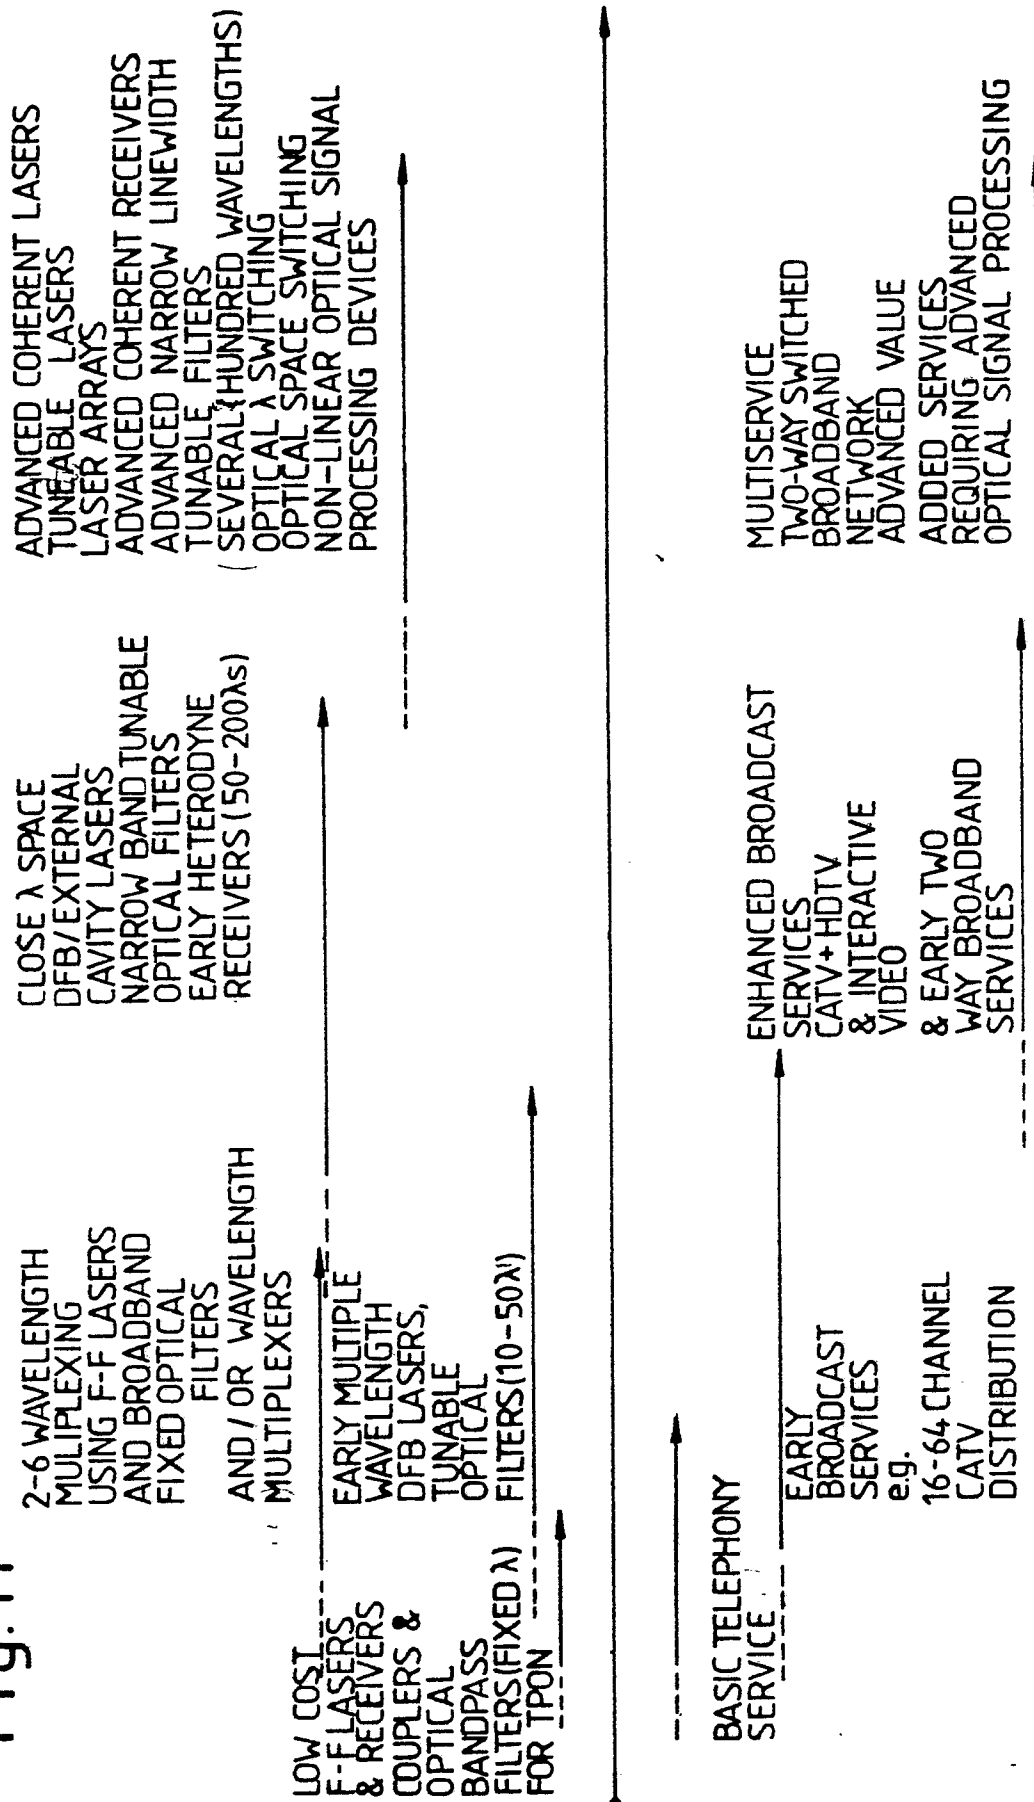 Fig. 11
LOW COST
F-F LASERS
& RECEIVERS
COUPLERS &
OPTICAL
BANDPASS
FILTERS(FIXED λ)
FOR TPON
2-6 WAVELENGTH
MULIPLEXING
USING F-F LASERS
AND BROADBAND
FIXED OPTICAL
FILTERS
AND / OR WAVELENGTH
MULTIPLEXERS
EARLY MULTIPLE
WAVELENGTH
DFB LASERS,
TUNABLE
OPTICAL
FILTERS(10-50λ')
CLOSE λ SPACE
DFB/EXTERNAL
CAVITY LASERS
NARROW BAND TUNABLE
OPTICAL FILTERS
EARLY HETERODYNE
RECEIVERS (50-200λs)
ADVANCED COHERENT LASERS
TUNEABLE LASERS
LASER ARRAYS
ADVANCED COHERENT RECEIVERS
ADVANCED NARROW LINEWIDTH
TUNABLE FILTERS
(SEVERAL HUNDRED WAVELENGTHS)
OPTICAL λ SWITCHING
OPTICAL SPACE SWITCHING
NON-LINEAR OPTICAL SIGNAL
PROCESSING DEVICES
BASIC TELEPHONY
SERVICE
EARLY
BROADCAST
SERVICES
e.g.
16-64 CHANNEL
CATV
DISTRIBUTION
ENHANCED BROADCAST
SERVICES
CATV+HDTV
& INTERACTIVE
VIDEO
& EARLY TWO
WAY BROADBAND
SERVICES
MULTISERVICE
TWO-WAY SWITCHED
BROADBAND
NETWORK
ADVANCED VALUE
ADDED SERVICES
REQUIRING ADVANCED
OPTICAL SIGNAL PROCESSING